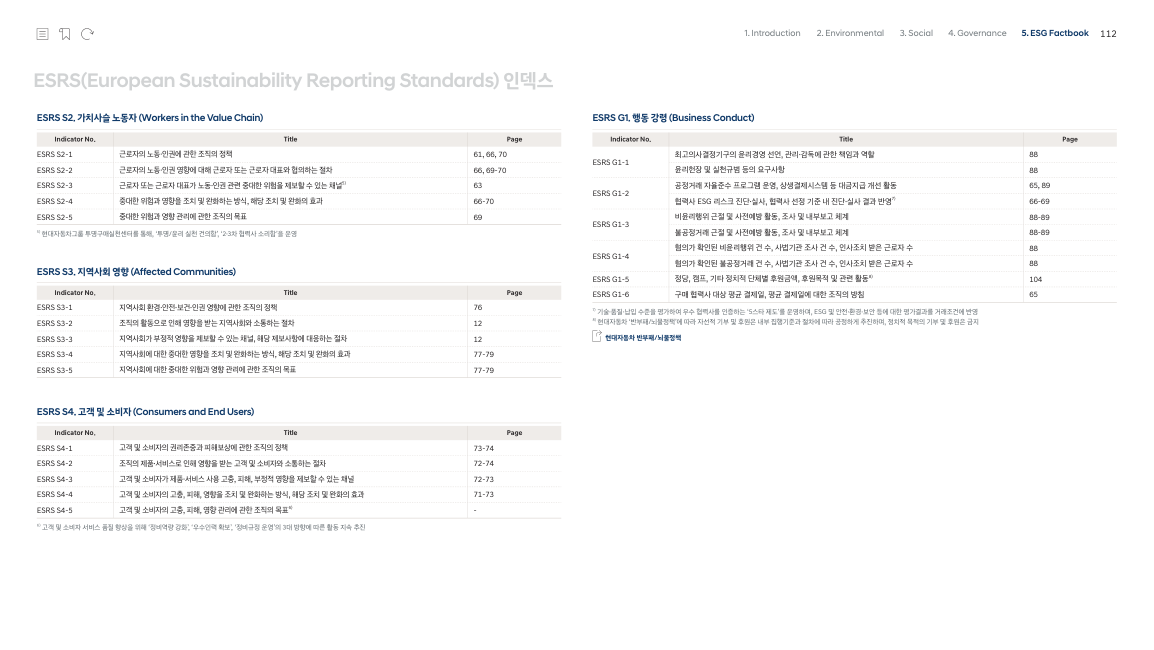 1. Introduction 2. Environmental 3. Social 4. Governance 5. ESG Factbook 112
ESRS(European Sustainability Reporting Standards) 인덱스
ESRS S2, 가치사슬 노동자 (Workers in the Value Chain)
Indicator No. Title Page
ESRS S2-1 근로자의 노동·인권에 관한 조직의 정책 61, 66, 70
ESRS S2-2 근로자의 노동·인권 영향에 대해 근로자 또는 근로자 대표와 협의하는 절차 66, 69-70
ESRS S2-3 근로자 또는 근로자 대표가 노동·인권 관련 중대한 위험을 제보할 수 있는 채널⁵⁾ 63
ESRS S2-4 중대한 위험과 영향을 조치 및 완화하는 방식, 해당 조치 및 완화의 효과 66-70
ESRS S2-5 중대한 위험과 영향 관리에 관한 조직의 목표 69
⁵⁾ 현대자동차그룹 투명구매실천센터를 통해, '투명/윤리 실천 건의함', '2·3차 협력사 소리함'을 운영
ESRS S3, 지역사회 영향 (Affected Communities)
Indicator No. Title Page
ESRS S3-1 지역사회 환경·안전·보건·인권 영향에 관한 조직의 정책 76
ESRS S3-2 조직의 활동으로 인해 영향을 받는 지역사회와 소통하는 절차 12
ESRS S3-3 지역사회가 부정적 영향을 제보할 수 있는 채널, 해당 제보사항에 대응하는 절차 12
ESRS S3-4 지역사회에 대한 중대한 영향을 조치 및 완화하는 방식, 해당 조치 및 완화의 효과 77-79
ESRS S3-5 지역사회에 대한 중대한 위험과 영향 관리에 관한 조직의 목표 77-79
ESRS S4, 고객 및 소비자 (Consumers and End Users)
Indicator No. Title Page
ESRS S4-1 고객 및 소비자의 권리존중과 피해보상에 관한 조직의 정책 73-74
ESRS S4-2 조직의 제품·서비스로 인해 영향을 받는 고객 및 소비자와 소통하는 절차 72-74
ESRS S4-3 고객 및 소비자가 제품·서비스 사용 고충, 피해, 부정적 영향을 제보할 수 있는 채널 72-73
ESRS S4-4 고객 및 소비자의 고충, 피해, 영향을 조치 및 완화하는 방식, 해당 조치 및 완화의 효과 71-73
ESRS S4-5 고객 및 소비자의 고충, 피해, 영향 관리에 관한 조직의 목표⁶⁾ -
⁶⁾ 고객 및 소비자 서비스 품질 향상을 위해 '정비역량 강화', '우수인력 확보', '정비규정 운영'의 3대 방향에 따른 활동 지속 추진
ESRS G1, 행동 강령 (Business Conduct)
Indicator No. Title Page
ESRS G1-1 최고의사결정기구의 윤리경영 선언, 관리·감독에 관한 책임과 역할 88
윤리헌장 및 실천규범 등의 요구사항 88
ESRS G1-2 공정거래 자율준수 프로그램 운영, 상생결제시스템 등 대금지급 개선 활동 65, 89
협력사 ESG 리스크 진단·실사, 협력사 선정 기준 내 진단·실사 결과 반영⁷⁾ 66-69
ESRS G1-3 비윤리행위 근절 및 사전예방 활동, 조사 및 내부보고 체계 88-89
불공정거래 근절 및 사전예방 활동, 조사 및 내부보고 체계 88-89
ESRS G1-4 혐의가 확인된 비윤리행위 건 수, 사법기관 조사 건 수, 인사조치 받은 근로자 수 88
혐의가 확인된 불공정거래 건 수, 사법기관 조사 건 수, 인사조치 받은 근로자 수 88
ESRS G1-5 정당, 캠프, 기타 정치적 단체별 후원금액, 후원목적 및 관련 활동⁸⁾ 104
ESRS G1-6 구매 협력사 대상 평균 결제일, 평균 결제일에 대한 조직의 방침 65
⁷⁾ 기술·품질·납입 수준을 평가하여 우수 협력사를 인증하는 '5스타 제도'를 운영하며, ESG 및 안전·환경·보안 등에 대한 평가결과를 거래조건에 반영
⁸⁾ 현대자동차 '반부패/뇌물정책'에 따라 자선적 기부 및 후원은 내부 집행기준과 절차에 따라 공정하게 추진하며, 정치적 목적의 기부 및 후원은 금지
현대자동차 반부패/뇌물정책